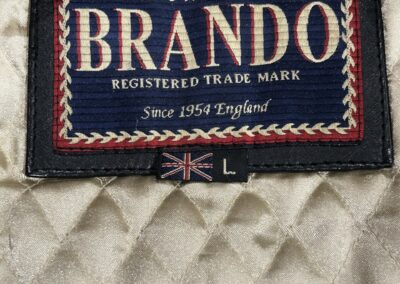 BRANDO
REGISTERED TRADE MARK
Since 1954 England
L